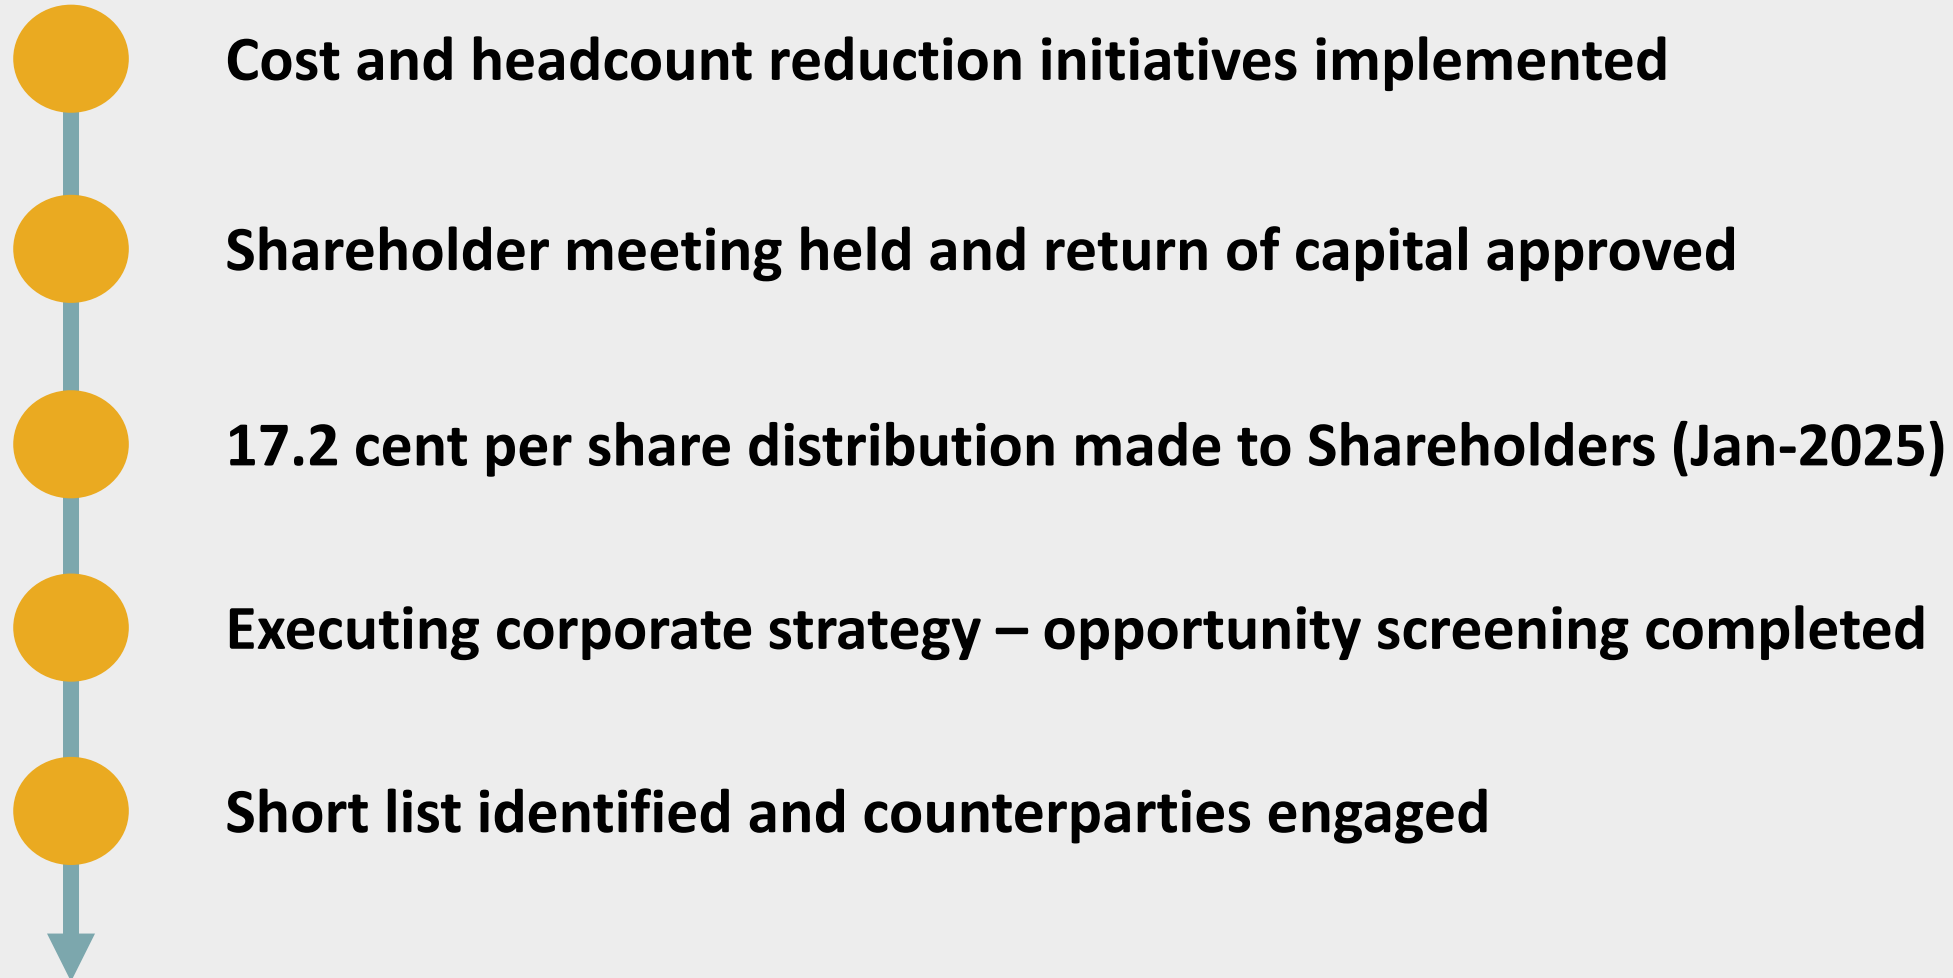 Cost and headcount reduction initiatives implemented
Shareholder meeting held and return of capital approved
17.2 cent per share distribution made to Shareholders (Jan-2025)
Executing corporate strategy – opportunity screening completed
Short list identified and counterparties engaged